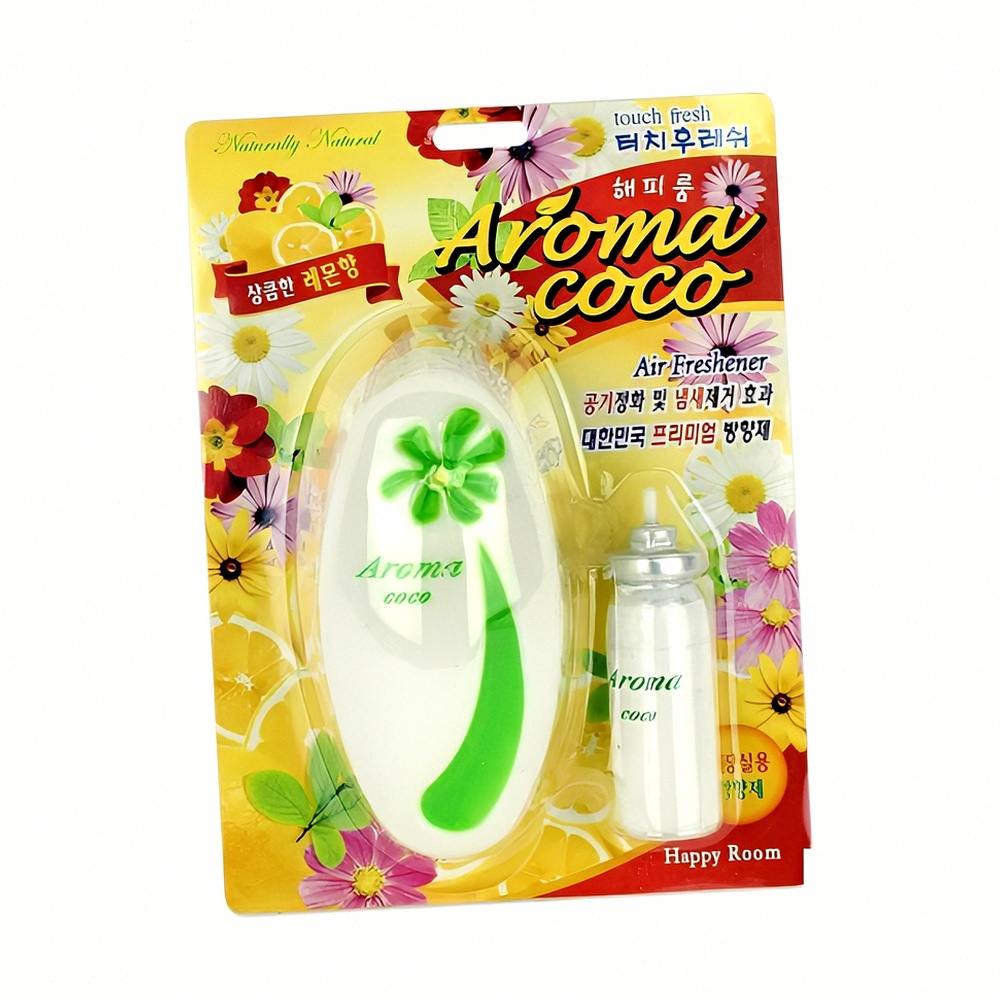 Naturally Natural
touch fresh
터치후레쉬
해피룸
Aroma
coco
상큼한 레몬향
Air Freshener
공기정화 및 냄새제거 효과
대한민국 프리미엄 방향제
Aroma
coco
Aroma
coco
Happy Room